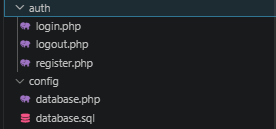 auth
login.php
logout.php
register.php
config
database.php
database.sql